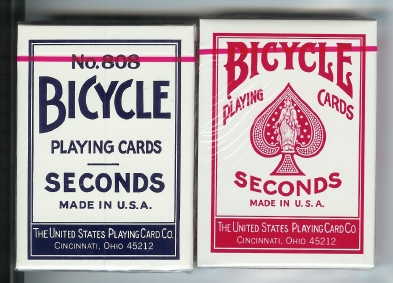 No. 808
BICYCLE
PLAYING CARDS
SECONDS
MADE IN U.S.A.
THE UNITED STATES PLAYING CARD CO.
CINCINNATI, OHIO 45212
BICYCLE
PLAYING CARDS
SECONDS
MADE IN U.S.A.
THE UNITED STATES PLAYING CARD CO.
CINCINNATI, OHIO 45212